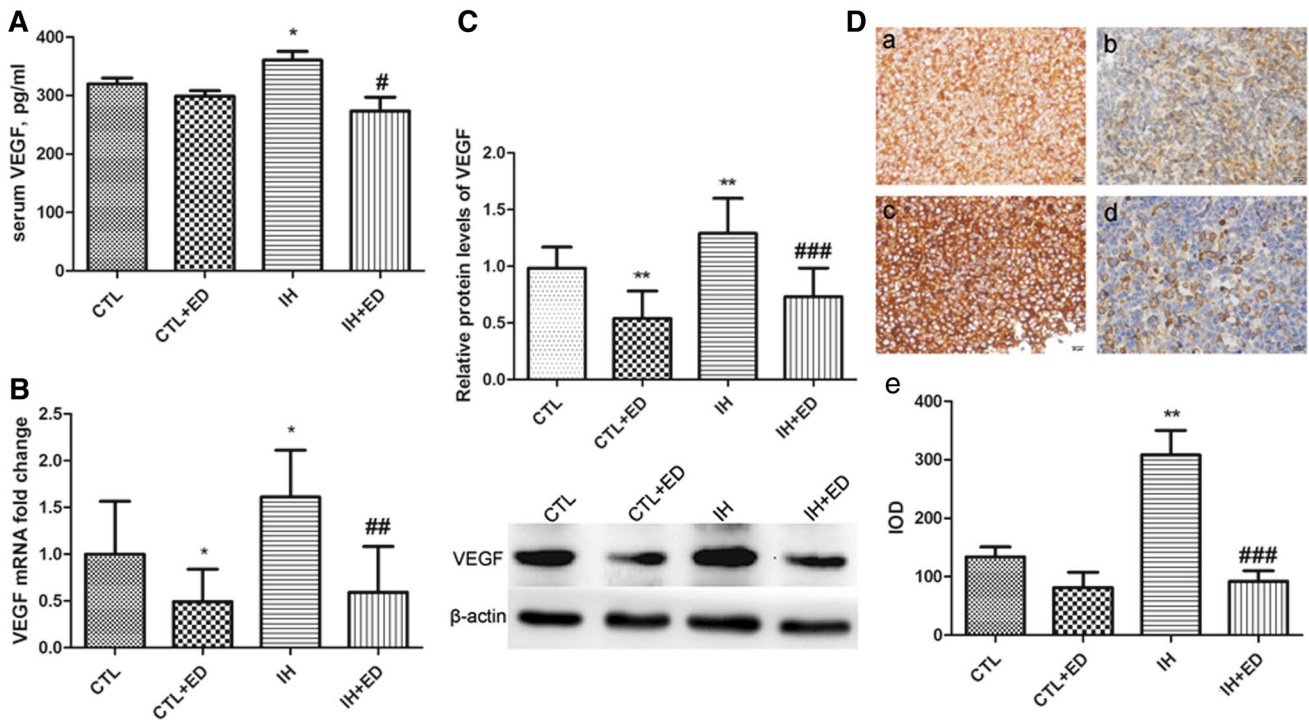 A
serum VEGF, pg/ml
400
300
200
100
0
*
#
CTL
CTL+ED
IH
IH+ED
B
VEGF mRNA fold change
2.5
2.0
1.5
1.0
0.5
0.0
*
*
##
CTL
CTL+ED
IH
IH+ED
C
Relative protein levels of VEGF
2.0
1.5
1.0
0.5
0.0
**
**
###
CTL
CTL+ED
IH
IH+ED
CTL
CTL+ED
IH
IH+ED
VEGF
β-actin
D
a
b
c
d
e
IOD
400
300
200
100
0
**
###
CTL
CTL+ED
IH
IH+ED